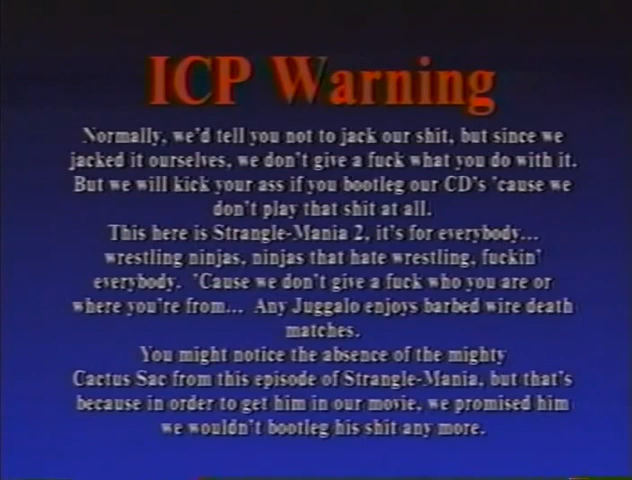 ICP Warning
Normally, we'd tell you not to jack our shit, but since we
jacked it ourselves, we don't give a fuck what you do with it.
But we will kick your ass if you bootleg our CD's 'cause we
don't play that shit at all.
This here is Strangle-Mania 2, it's for everybody...
wrestling ninjas, ninjas that hate wrestling, fuckin'
everybody.  'Cause we don't give a fuck who you are or
where you're from...  Any Juggalo enjoys barbed wire death
matches.
You might notice the absence of the mighty
Cactus Sac from this episode of Strangle-Mania, but that's
because in order to get him in our movie, we promised him
we wouldn't bootleg his shit any more.